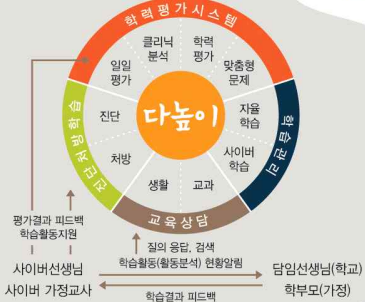 학력평가시스템
클리닉
분석
학력
평가
일일
평가
맞춤형
문제
진단
다높이
자율
학습
처방
사이버
학습
생활
교과
진단처방학습
학습관리
교육상담
평가결과 피드백
학습활동지원
질의 응답, 검색
학습활동(활동분석) 현황알림
사이버선생님
사이버 가정교사
담임선생님(학교)
학부모(가정)
학습결과 피드백